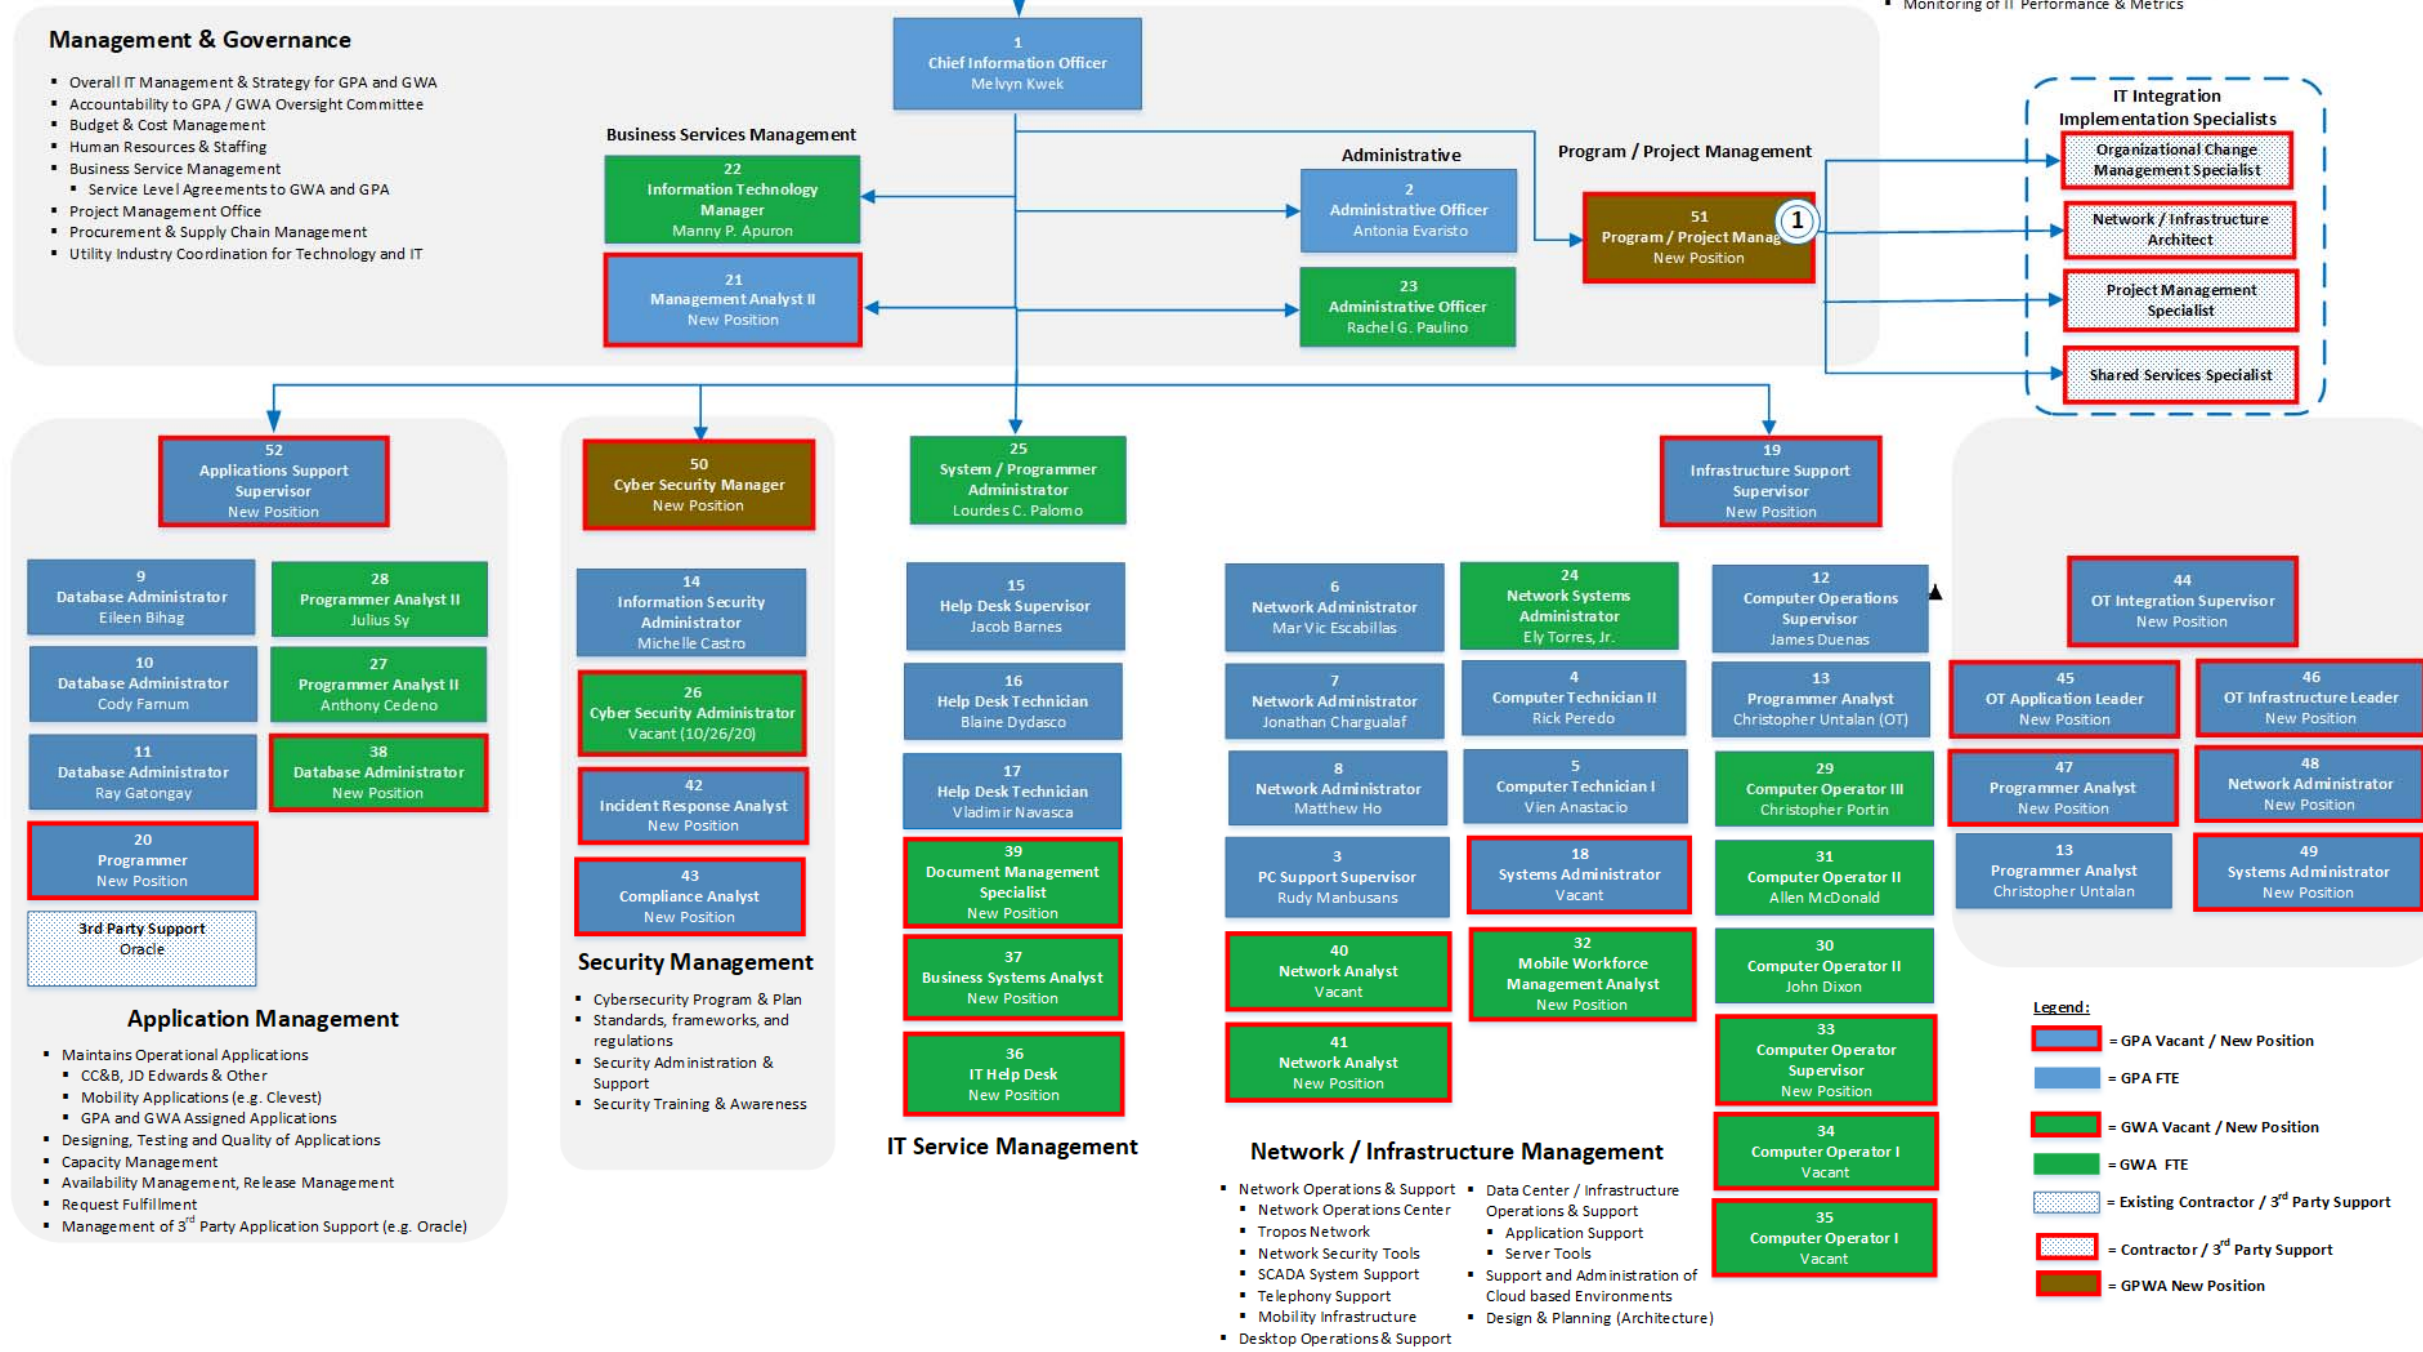 Monitoring of IT Performance & Metrics
Management & Governance
Overall IT Management & Strategy for GPA and GWA
Accountability to GPA / GWA Oversight Committee
Budget & Cost Management
Human Resources & Staffing
Business Service Management
Service Level Agreements to GWA and GPA
Project Management Office
Procurement & Supply Chain Management
Utility Industry Coordination for Technology and IT
1
Chief Information Officer
Melvyn Kwek
Business Services Management
22
Information Technology
Manager
Manny P. Apuron
21
Management Analyst II
New Position
Administrative
2
Administrative Officer
Antonia Evaristo
23
Administrative Officer
Rachel G. Paulino
Program / Project Management
51
Program / Project Manag
New Position
1
IT Integration
Implementation Specialists
Organizational Change
Management Specialist
Network / Infrastructure
Architect
Project Management
Specialist
Shared Services Specialist
52
Applications Support
Supervisor
New Position
9
Database Administrator
Eileen Bihag
10
Database Administrator
Cody Farnum
11
Database Administrator
Ray Gatongay
20
Programmer
New Position
3rd Party Support
Oracle
28
Programmer Analyst II
Julius Sy
27
Programmer Analyst II
Anthony Cedeno
38
Database Administrator
New Position
Application Management
Maintains Operational Applications
CC&B, JD Edwards & Other
Mobility Applications (e.g. Clevest)
GPA and GWA Assigned Applications
Designing, Testing and Quality of Applications
Capacity Management
Availability Management, Release Management
Request Fulfillment
Management of 3rd Party Application Support (e.g. Oracle)
50
Cyber Security Manager
New Position
14
Information Security
Administrator
Michelle Castro
26
Cyber Security Administrator
Vacant (10/26/20)
42
Incident Response Analyst
New Position
43
Compliance Analyst
New Position
Security Management
Cybersecurity Program & Plan
Standards, frameworks, and
regulations
Security Administration &
Support
Security Training & Awareness
25
System / Programmer
Administrator
Lourdes C. Palomo
15
Help Desk Supervisor
Jacob Barnes
16
Help Desk Technician
Blaine Dydasco
17
Help Desk Technician
Vladimir Navasca
39
Document Management
Specialist
New Position
37
Business Systems Analyst
New Position
36
IT Help Desk
New Position
IT Service Management
19
Infrastructure Support
Supervisor
New Position
6
Network Administrator
Mar Vic Escabillas
7
Network Administrator
Jonathan Chargualaf
8
Network Administrator
Matthew Ho
3
PC Support Supervisor
Rudy Manbusans
40
Network Analyst
Vacant
41
Network Analyst
New Position
24
Network Systems
Administrator
Ely Torres, Jr.
4
Computer Technician II
Rick Peredo
5
Computer Technician I
Vien Anastacio
18
Systems Administrator
Vacant
32
Mobile Workforce
Management Analyst
New Position
12
Computer Operations
Supervisor
James Duenas
13
Programmer Analyst
Christopher Untalan (OT)
29
Computer Operator III
Christopher Portin
31
Computer Operator II
Allen McDonald
30
Computer Operator II
John Dixon
33
Computer Operator
Supervisor
New Position
34
Computer Operator I
Vacant
35
Computer Operator I
Vacant
Network / Infrastructure Management
Network Operations & Support
Network Operations Center
Tropos Network
Network Security Tools
SCADA System Support
Telephony Support
Mobility Infrastructure
Desktop Operations & Support
Data Center / Infrastructure
Operations & Support
Application Support
Server Tools
Support and Administration of
Cloud based Environments
Design & Planning (Architecture)
44
OT Integration Supervisor
New Position
45
OT Application Leader
New Position
47
Programmer Analyst
New Position
13
Programmer Analyst
Christopher Untalan
46
OT Infrastructure Leader
New Position
48
Network Administrator
New Position
49
Systems Administrator
New Position
Legend:
= GPA Vacant / New Position
= GPA FTE
= GWA Vacant / New Position
= GWA FTE
= Existing Contractor / 3rd Party Support
= Contractor / 3rd Party Support
= GPWA New Position